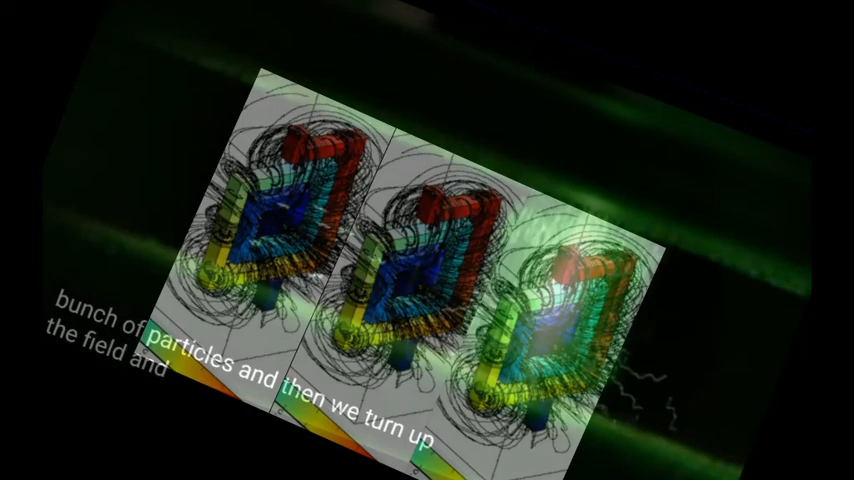 bunch of particles and then we turn up
the field and